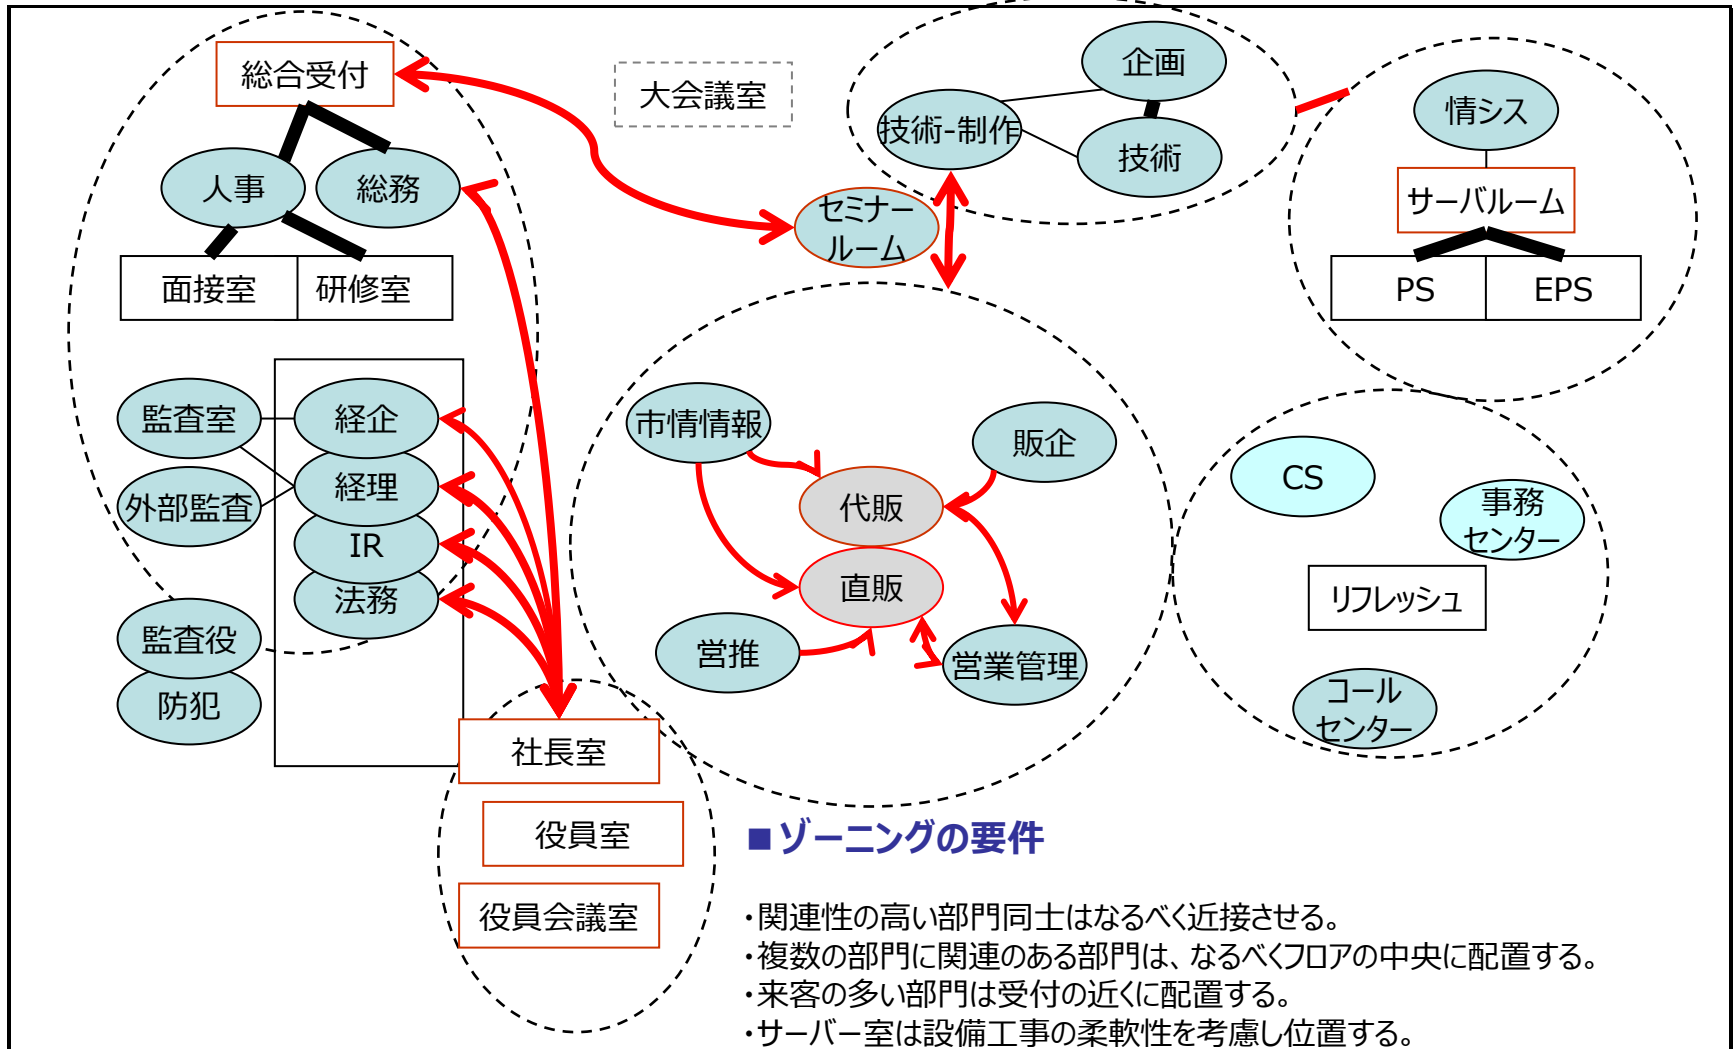 総合受付
大会議室
企画
技術-制作
技術
情シス
サーバルーム
PS
EPS
人事
総務
面接室
研修室
セミナー
ルーム
監査室
外部監査
経企
経理
IR
法務
監査役
防犯
市情情報
販企
代販
直販
営推
営業管理
CS
事務
センター
リフレッシュ
コール
センター
社長室
役員室
役員会議室
■ゾーニングの要件
・関連性の高い部門同士はなるべく近接させる。
・複数の部門に関連のある部門は、なるべくフロアの中央に配置する。
・来客の多い部門は受付の近くに配置する。
・サーバー室は設備工事の柔軟性を考慮し位置する。